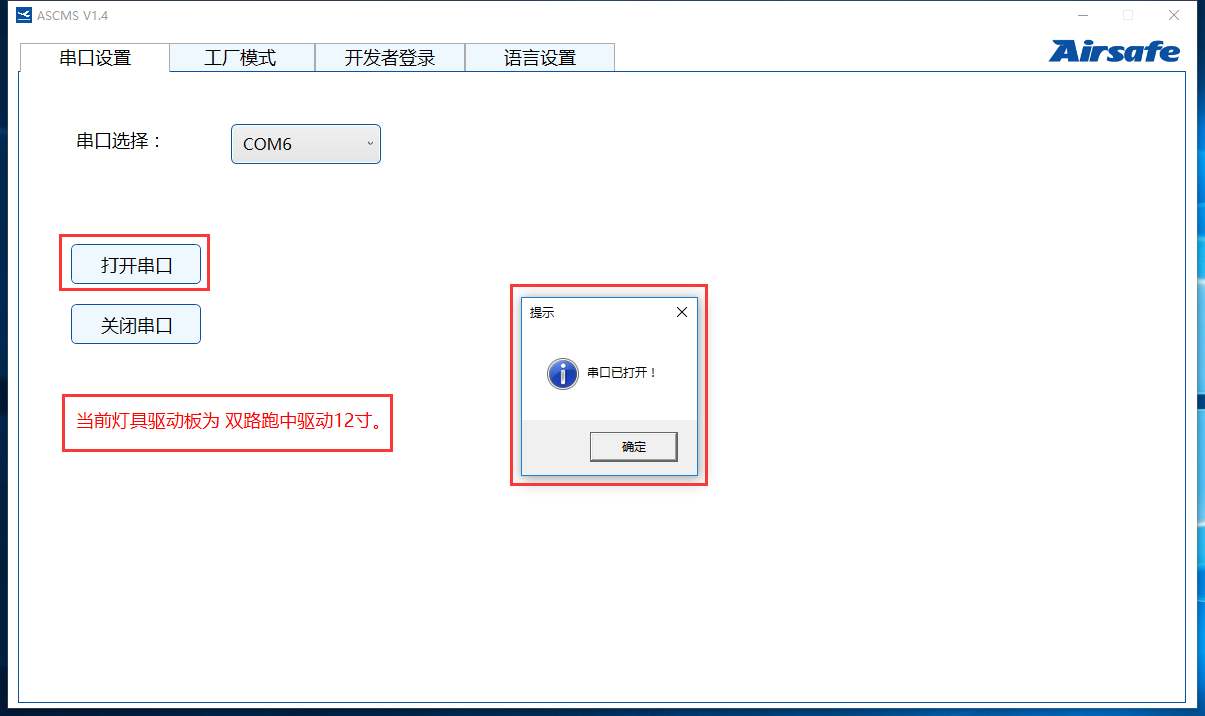 ASCMS V1.4
串口设置 工厂模式 开发者登录 语言设置
Airsafe
串口选择：
COM6
打开串口
关闭串口
提示
串口已打开！
确定
当前灯具驱动板为 双路跑中驱动12寸。